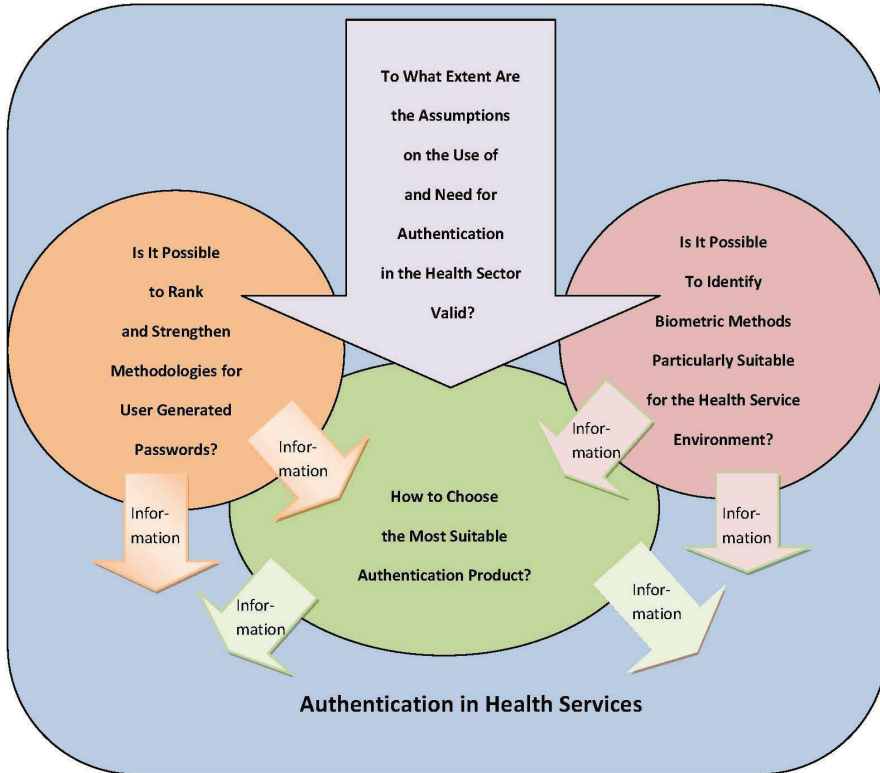 To What Extent Are
the Assumptions
on the Use of
and Need for
Authentication
in the Health Sector
Valid?
Is It Possible
to Rank
and Strengthen
Methodologies for
User Generated
Passwords?
Is It Possible
To Identify
Biometric Methods
Particularly Suitable
for the Health Service
Environment?
Infor-
mation
Infor-
mation
Infor-
mation
Infor-
mation
How to Choose
the Most Suitable
Authentication Product?
Infor-
mation
Infor-
mation
Authentication in Health Services